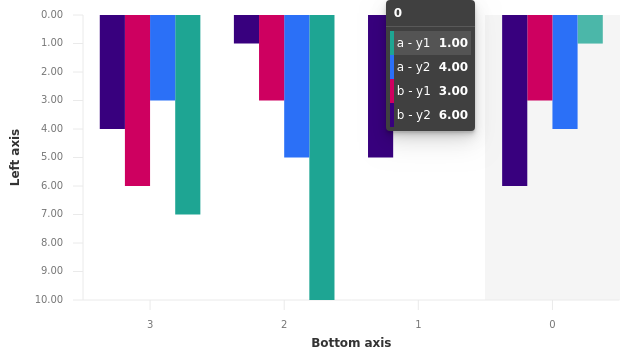 0.00
1.00
2.00
3.00
4.00
5.00
6.00
7.00
8.00
9.00
10.00
Left axis
0
a - y1 1.00
a - y2 4.00
b - y1 3.00
b - y2 6.00
3 2 1 0
Bottom axis